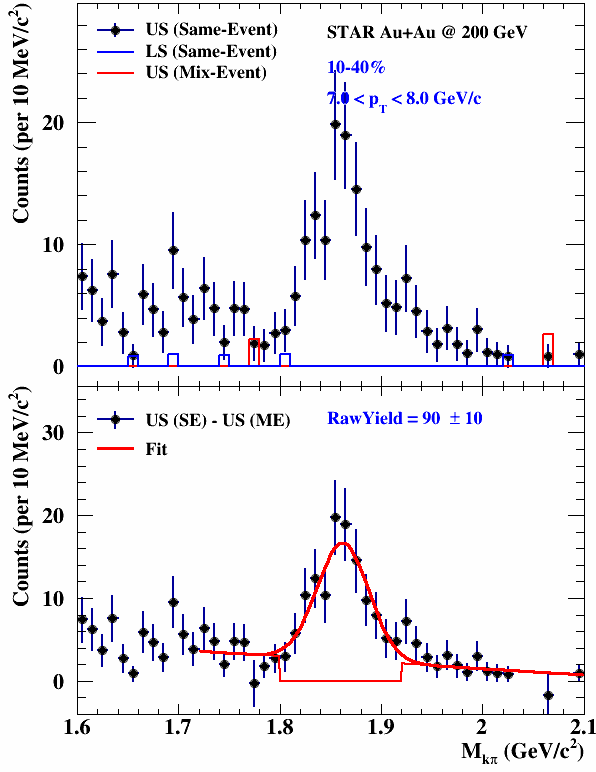 US (Same-Event)
LS (Same-Event)
US (Mix-Event)
STAR Au+Au @ 200 GeV
10-40%
7.0 < pT < 8.0 GeV/c
Counts (per 10 MeV/c²)
20
10
0
US (SE) - US (ME)
Fit
RawYield = 90 ± 10
Counts (per 10 MeV/c²)
30
20
10
0
1.6 1.7 1.8 1.9 2 2.1
Mkπ (GeV/c²)